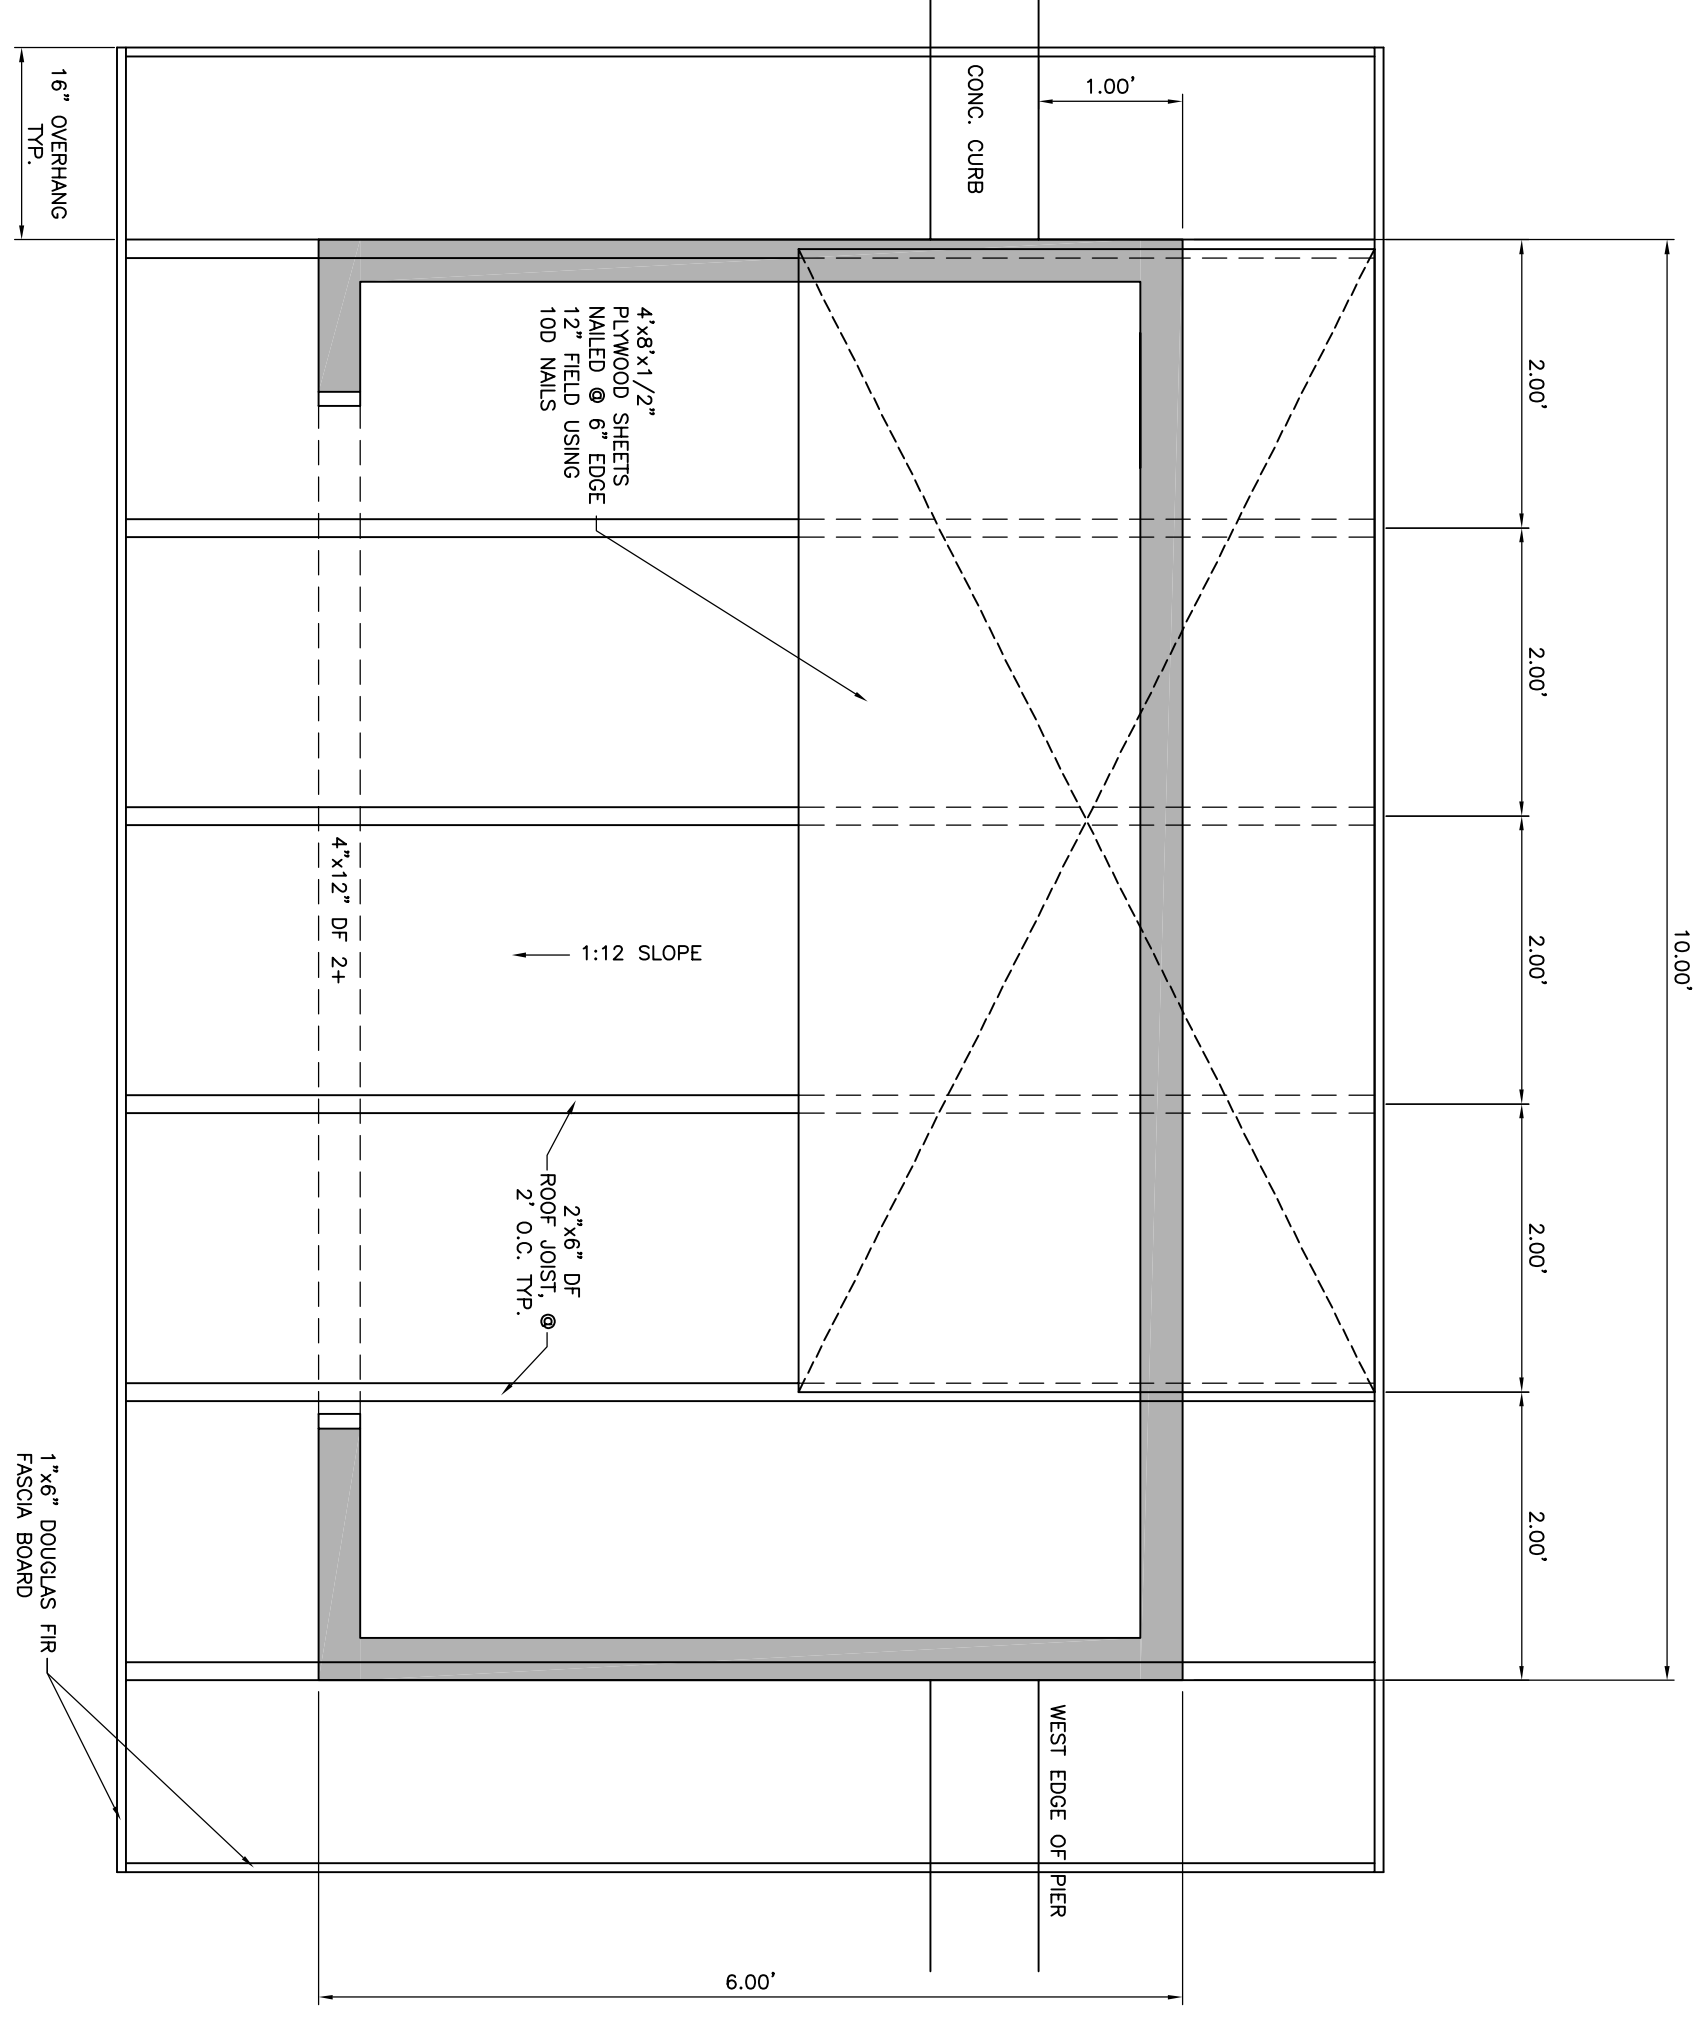 16” OVERHANG
TYP.
CONC. CURB
1.00'
4'x8'x1/2”
PLYWOOD SHEETS
NAILED @ 6” EDGE
12” FIELD USING
10D NAILS
2.00'
2.00'
2.00'
2.00'
2.00'
10.00'
4”x12” DF 2+
1:12 SLOPE
2”x6” DF
ROOF JOIST, @
2' O.C. TYP.
1”x6” DOUGLAS FIR
FASCIA BOARD
WEST EDGE OF PIER
6.00'